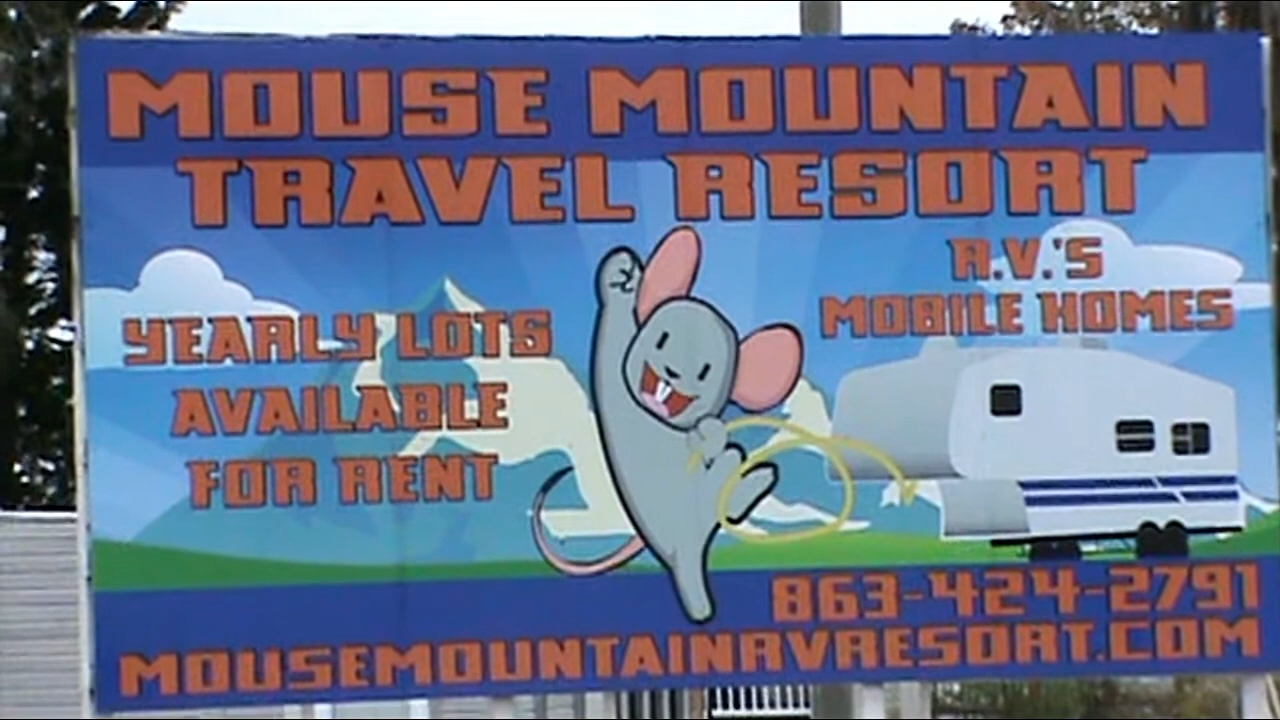 MOUSE MOUNTAIN
TRAVEL RESORT
YEARLY LOTS
AVAILABLE
FOR RENT
R.V.'S
MOBILE HOMES
863-424-2791
MOUSEMOUNTAINRVRESORT.COM